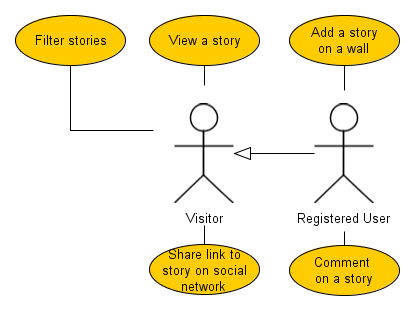 Filter stories
View a story
Add a story
on a wall
Visitor
Registered User
Share link to
story on social
network
Comment
on a story